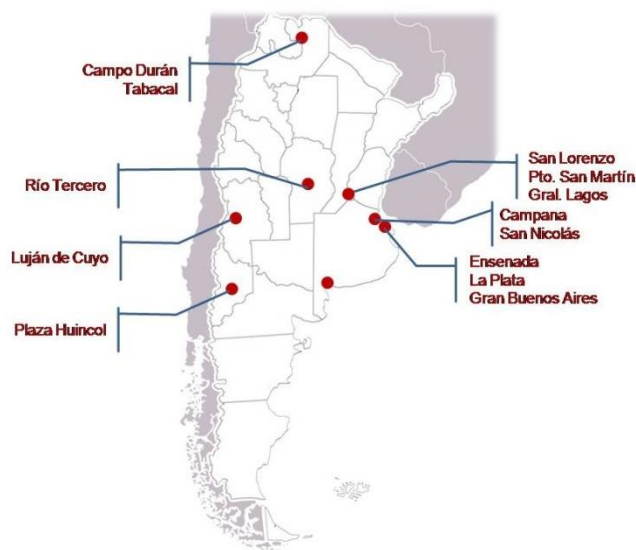 Campo Durán
Tabacal
Río Tercero
Luján de Cuyo
Plaza Huincol
San Lorenzo
Pto. San Martín
Gral. Lagos
Campana
San Nicolás
Ensenada
La Plata
Gran Buenos Aires